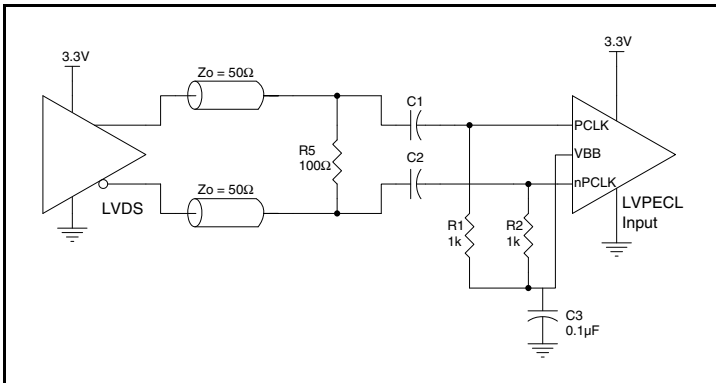 3.3V
3.3V
Zo = 50Ω
C1
PCLK
R5
100Ω
C2
VBB
Zo = 50Ω
nPCLK
LVDS
LVPECL
Input
R1
1k
R2
1k
C3
0.1µF